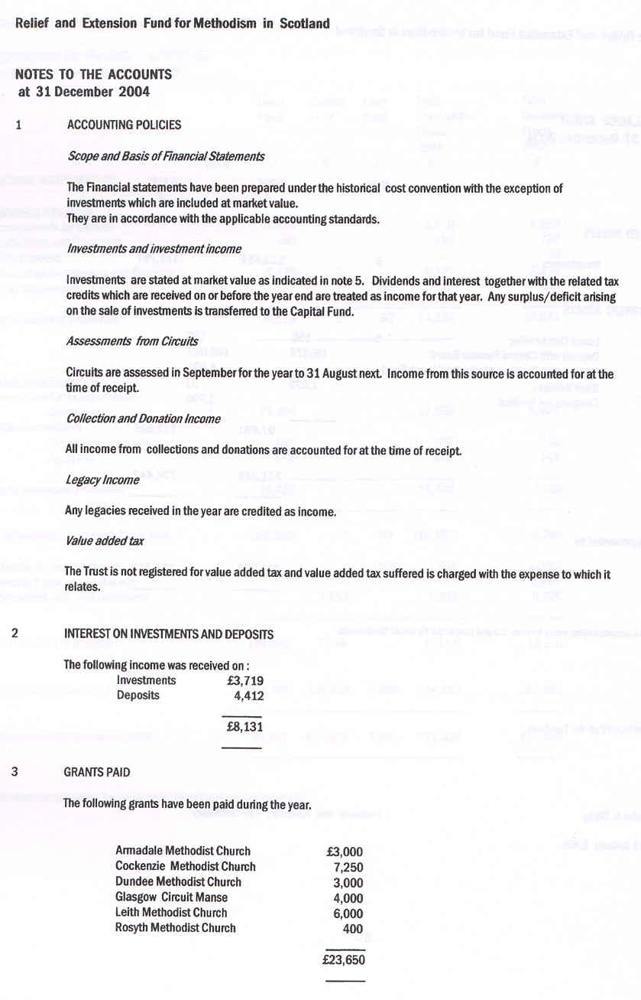 Relief and Extension Fund for Methodism in Scotland
NOTES TO THE ACCOUNTS
at 31 December 2004
1 ACCOUNTING POLICIES
Scope and Basis of Financial Statements
The Financial statements have been prepared under the historical cost convention with the exception of
investments which are included at market value.
They are in accordance with the applicable accounting standards.
Investments and investment income
Investments are stated at market value as indicated in note 5. Dividends and interest together with the related tax
credits which are received on or before the year end are treated as income for that year. Any surplus/deficit arising
on the sale of investments is transferred to the Capital Fund.
Assessments from Circuits
Circuits are assessed in September for the year to 31 August next. Income from this source is accounted for at the
time of receipt.
Collection and Donation Income
All income from collections and donations are accounted for at the time of receipt.
Legacy Income
Any legacies received in the year are credited as income.
Value added tax
The Trust is not registered for value added tax and value added tax suffered is charged with the expense to which it
relates.
2 INTEREST ON INVESTMENTS AND DEPOSITS
The following income was received on :
Investments £3,719
Deposits 4,412
£8,131
3 GRANTS PAID
The following grants have been paid during the year.
Armadale Methodist Church £3,000
Cockenzie Methodist Church 7,250
Dundee Methodist Church 3,000
Glasgow Circuit Manse 4,000
Leith Methodist Church 6,000
Rosyth Methodist Church 400
£23,650